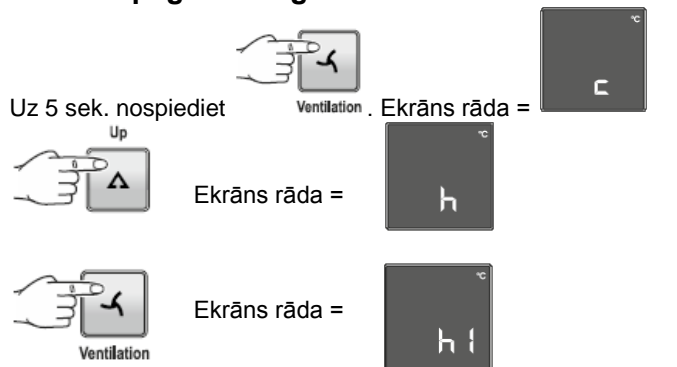 °C
c
Uz 5 sek. nospiediet Ventilation . Ekrāns rāda =
Up
°C
Ekrāns rāda = h
°C
Ekrāns rāda = h1
Ventilation